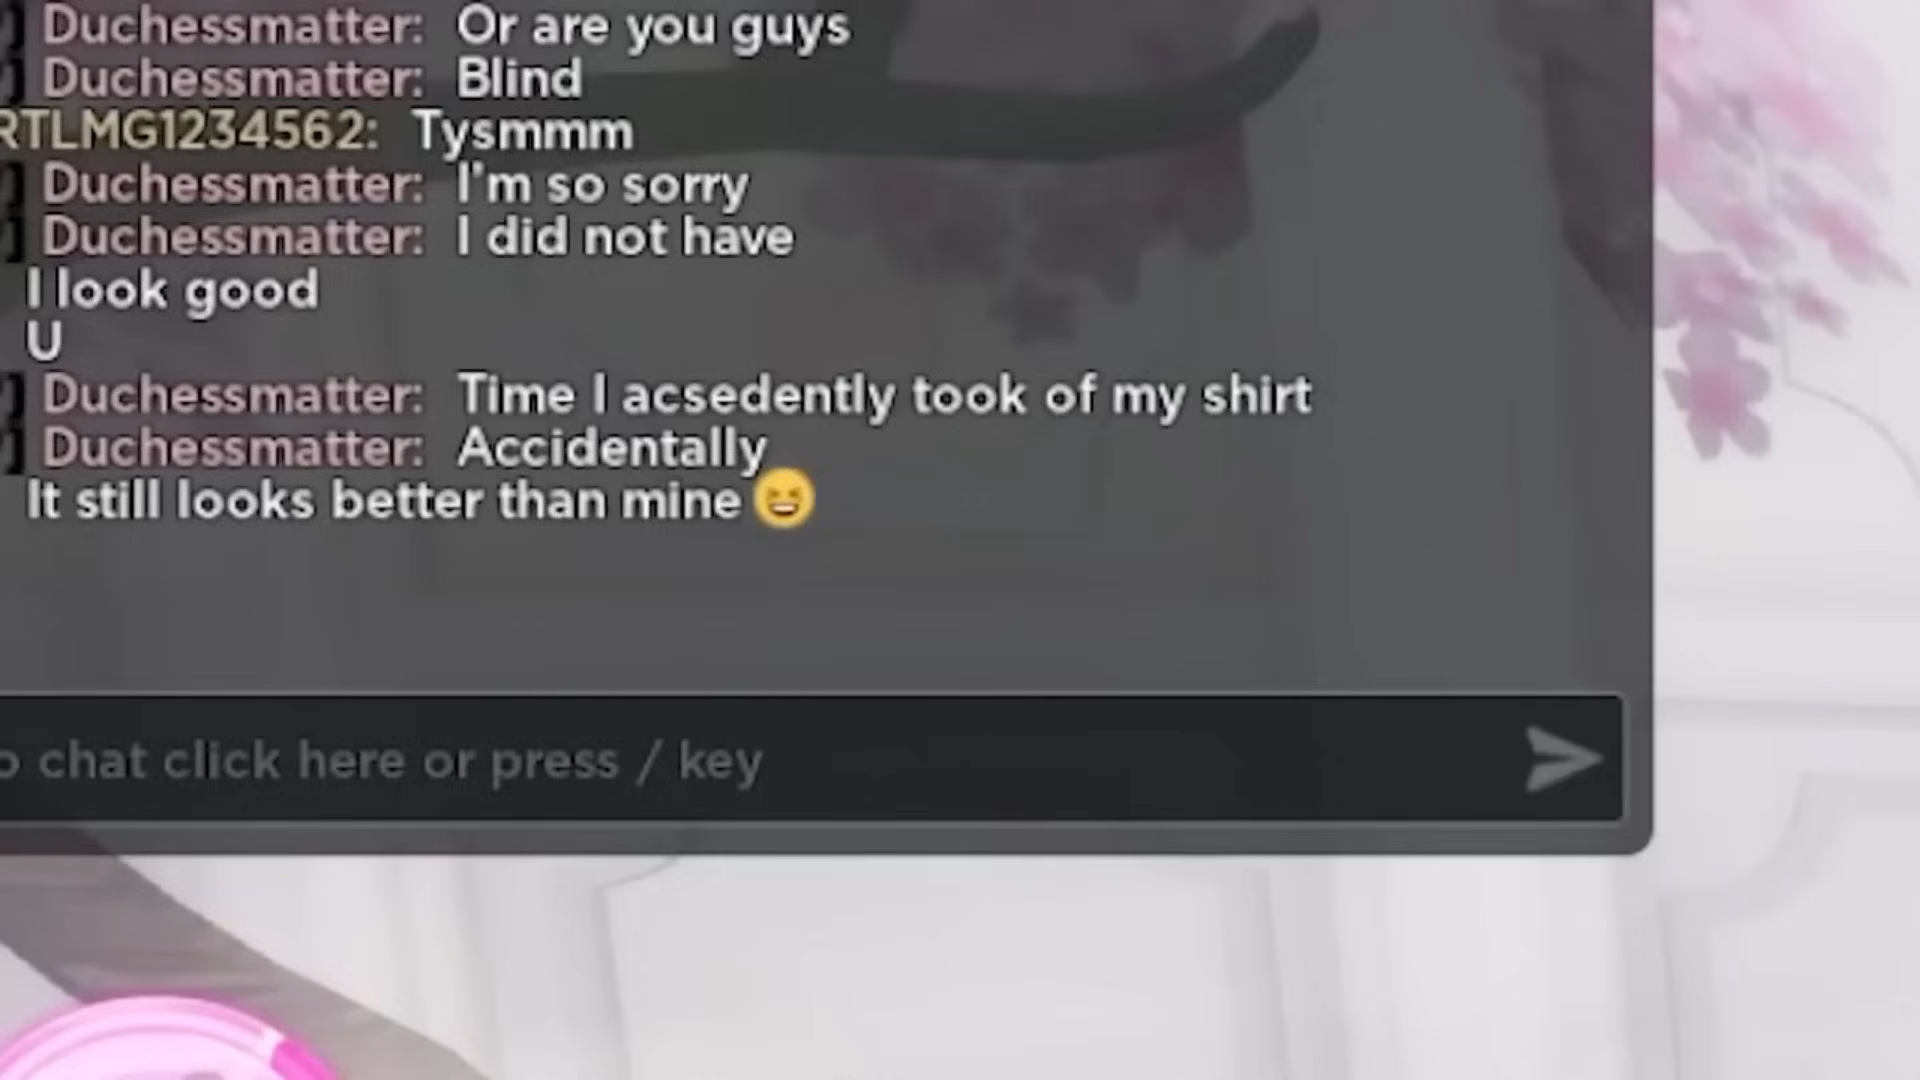 Duchessmatter: Or are you guys
Duchessmatter: Blind
RTLMG1234562: Tysmmm
Duchessmatter: I'm so sorry
Duchessmatter: I did not have
I look good
U
Duchessmatter: Time I acsedently took of my shirt
Duchessmatter: Accidentally
It still looks better than mine😆
o chat click here or press / key